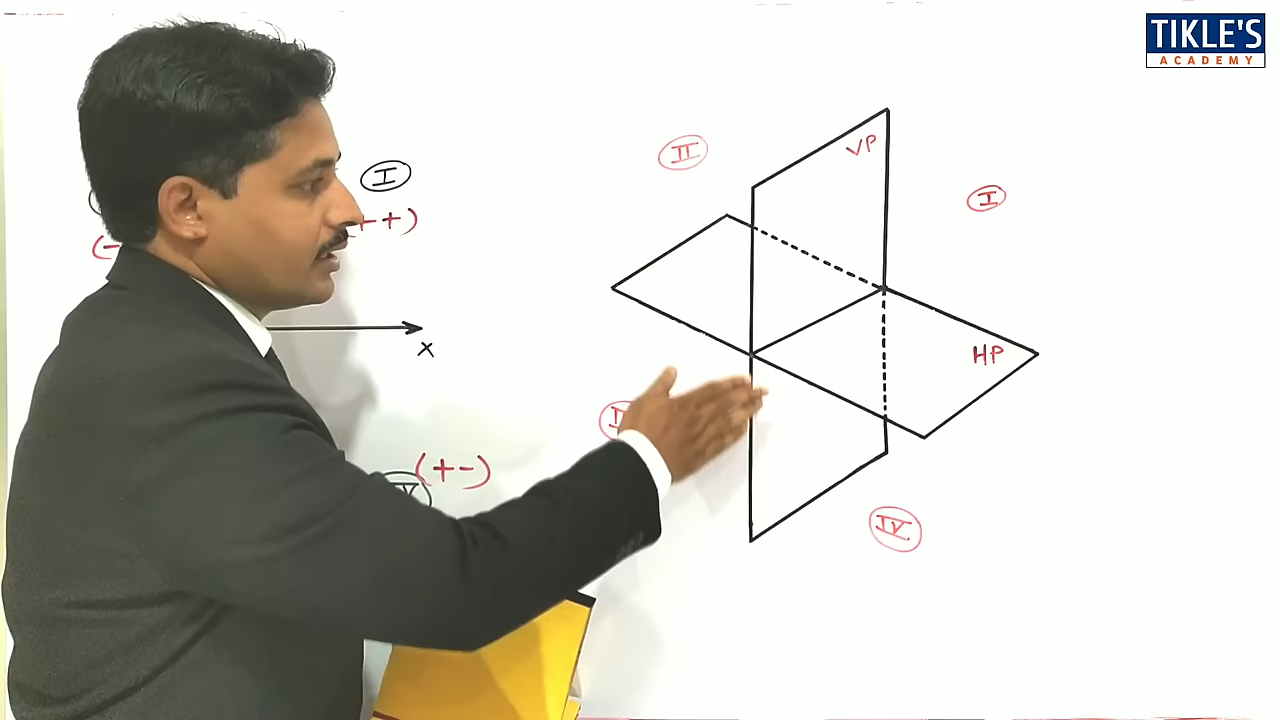 TIKLE'S
ACADEMY
I
++)
(-
X
(+-)
II
VP
I
HP
IV